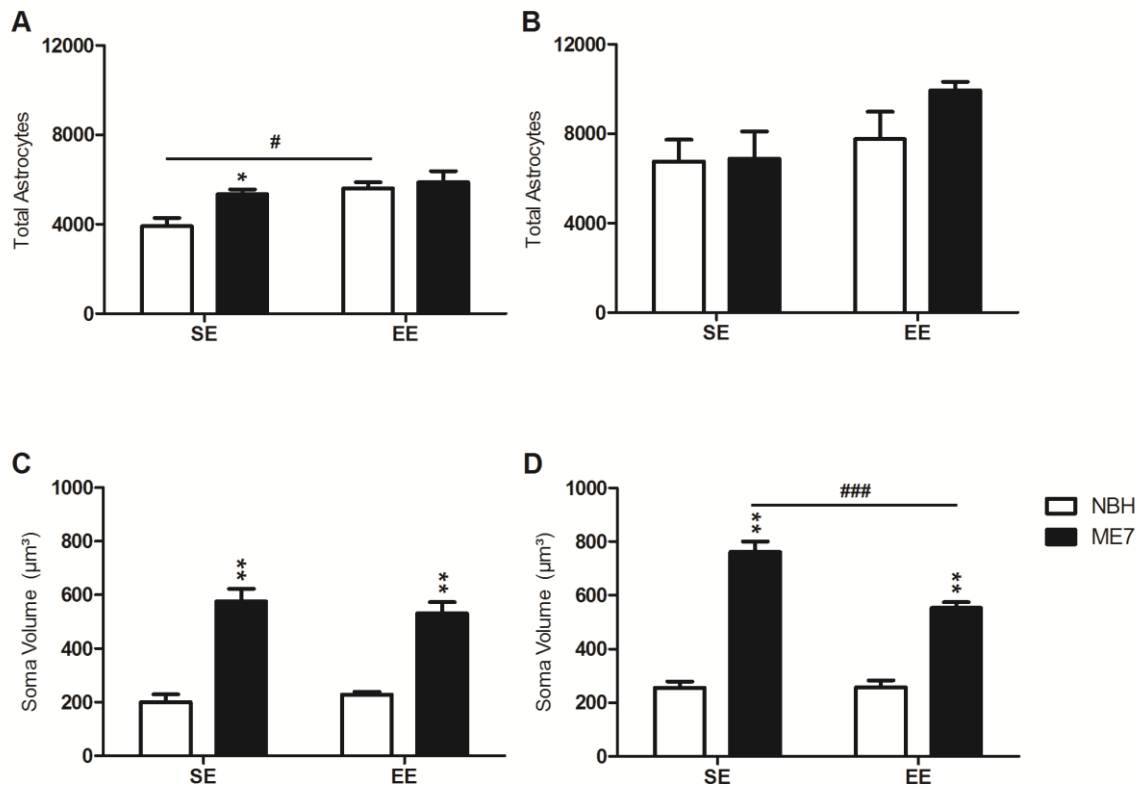 A
12000
8000
4000
0
Total Astrocytes
#
*
SE
EE
B
12000
8000
4000
0
Total Astrocytes
SE
EE
C
1000
800
600
400
200
0
Soma Volume (µm³)
**
**
SE
EE
D
1000
800
600
400
200
0
Soma Volume (µm³)
###
**
**
SE
EE
NBH
ME7